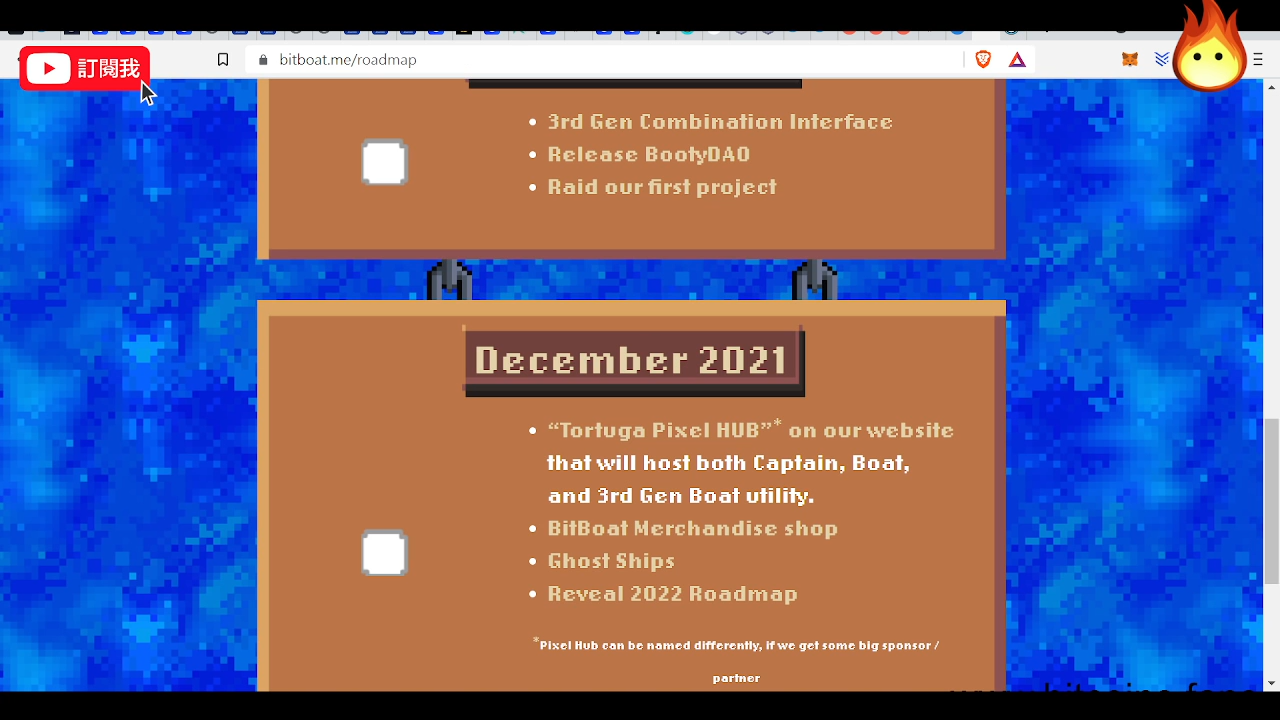 訂閱我
bitboat.me/roadmap
• 3rd Gen Combination Interface
• Release BootyDAO
• Raid our first project
December 2021
• “Tortuga Pixel HUB”* on our website
that will host both Captain, Boat,
and 3rd Gen Boat utility.
• BitBoat Merchandise shop
• Ghost Ships
• Reveal 2022 Roadmap
*Pixel Hub can be named differently, if we get some big sponsor /
partner